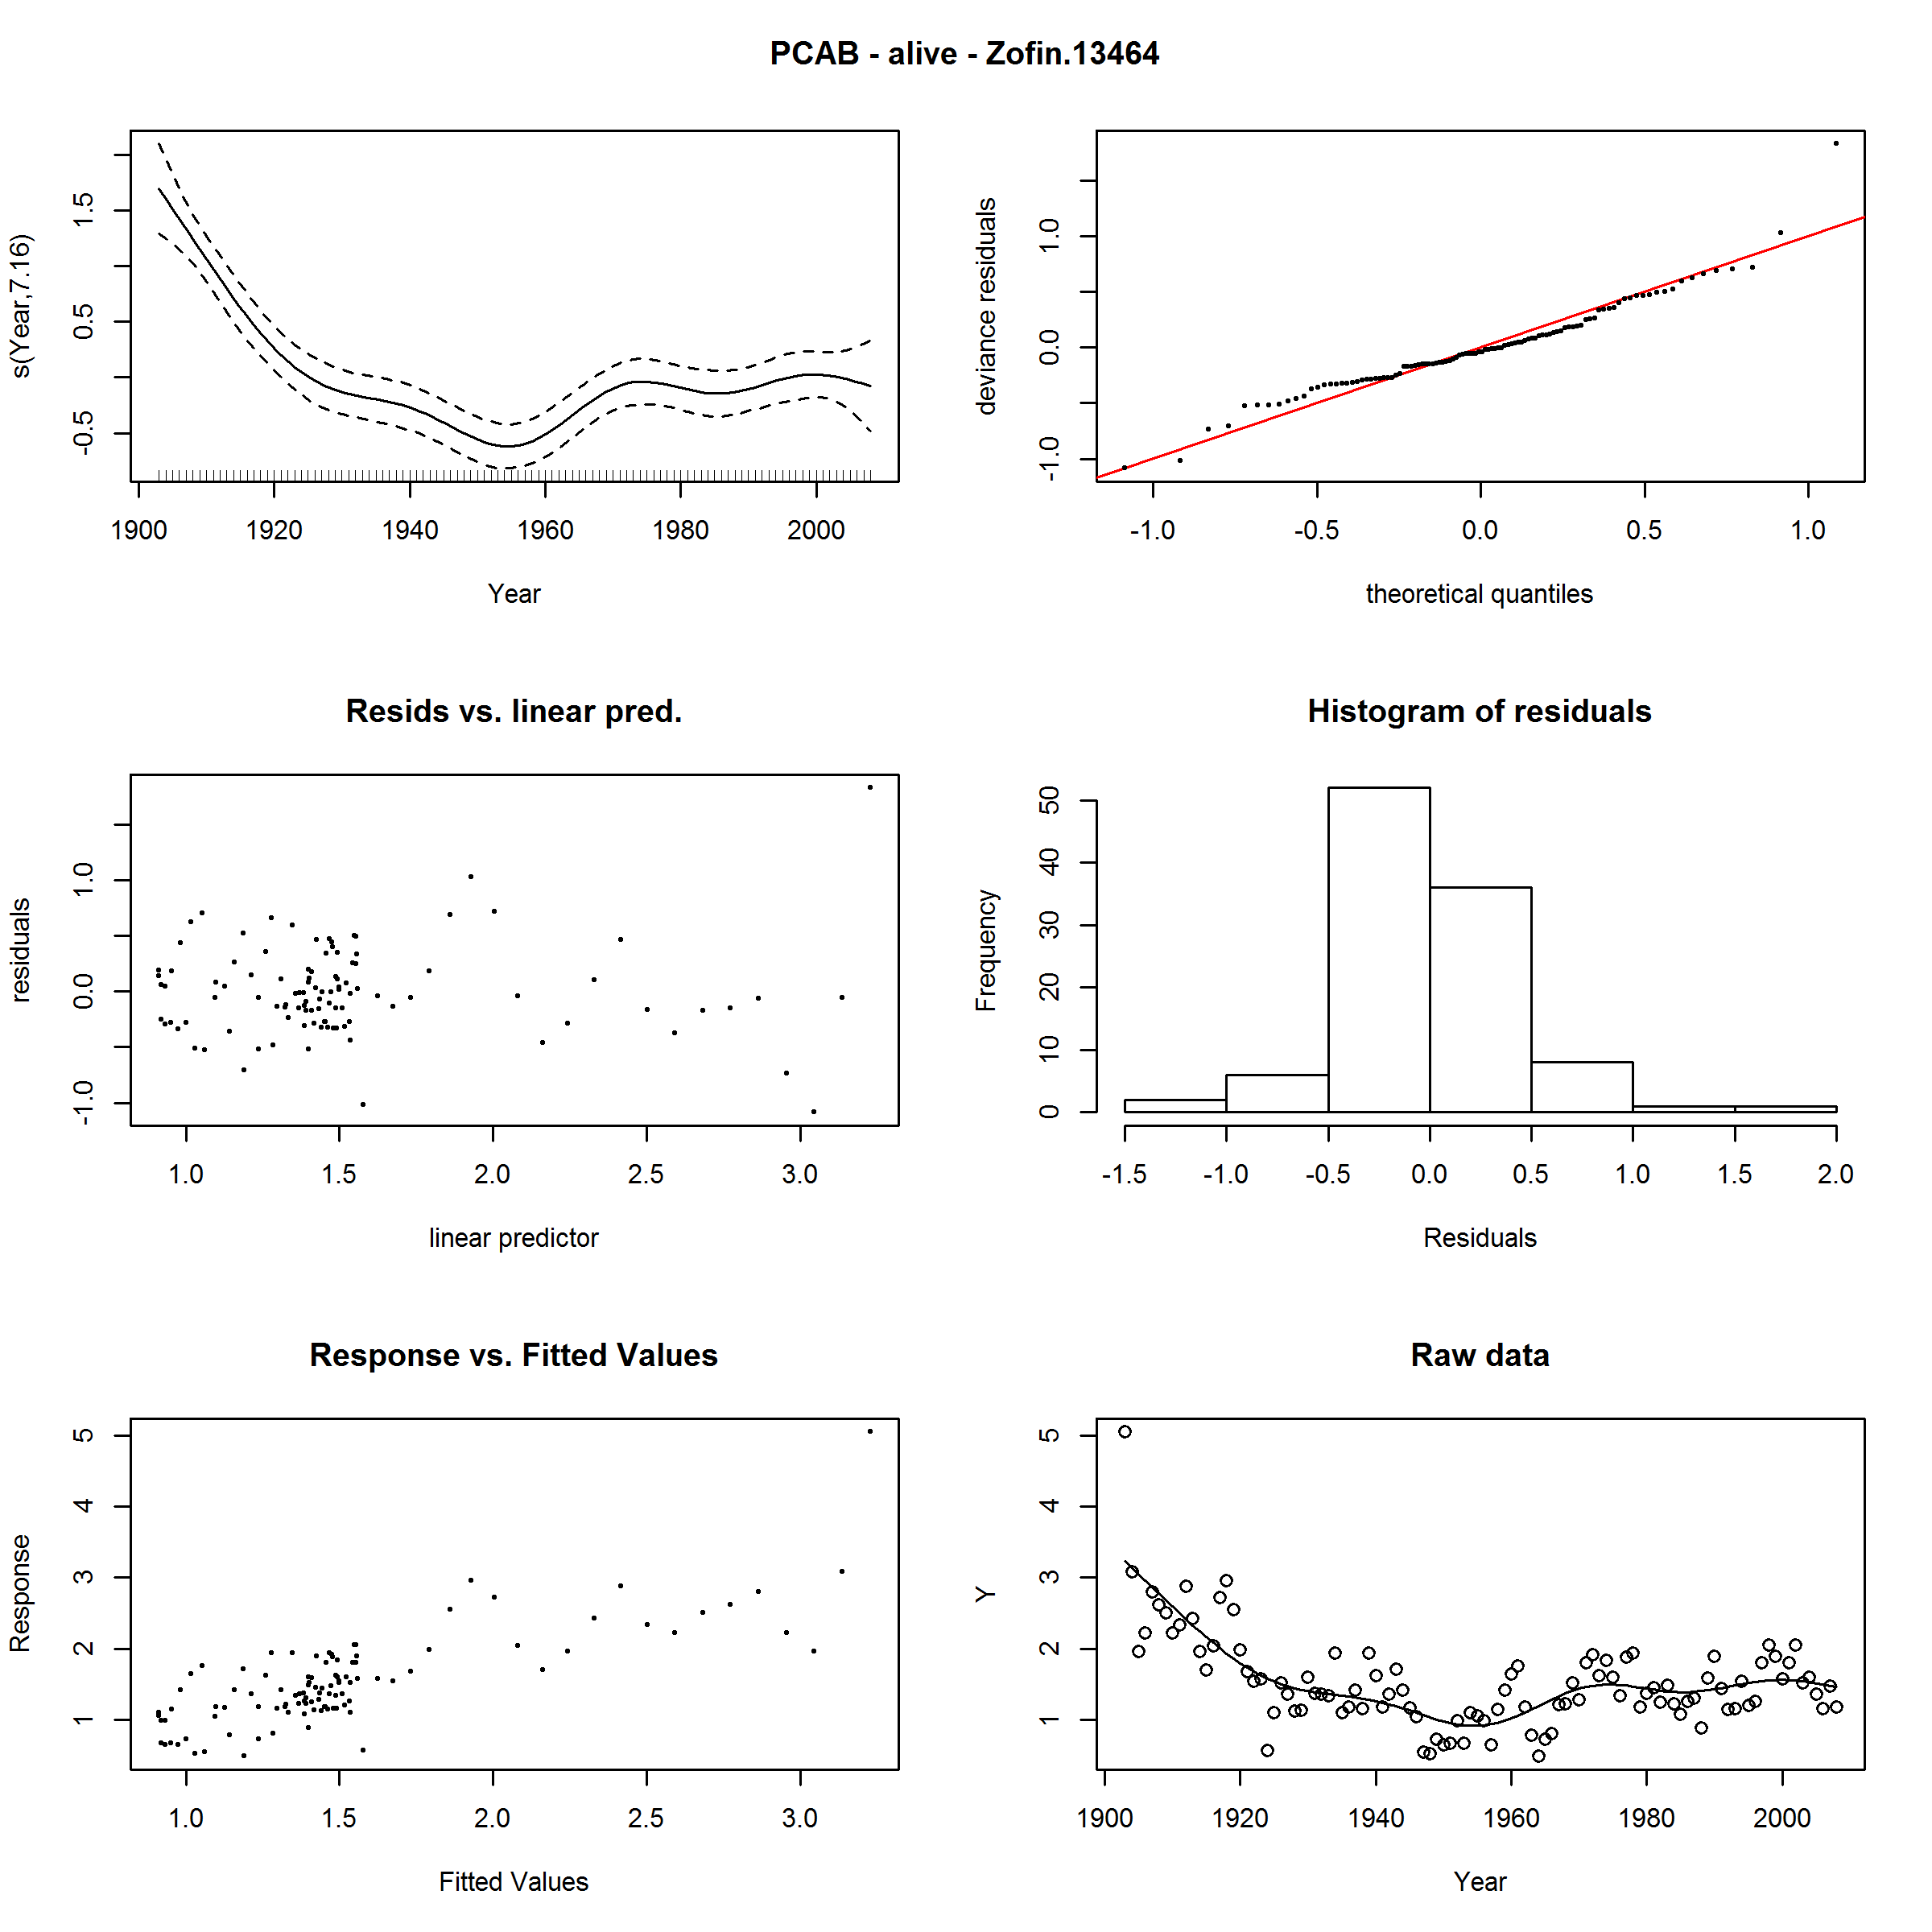 PCAB - alive - Zofin.13464
s(Year,7.16)
-0.5 0.5 1.5
1900 1920 1940 1960 1980 2000
Year
deviance residuals
-1.0 0.0 1.0
-1.0 -0.5 0.0 0.5 1.0
theoretical quantiles
Resids vs. linear pred.
residuals
-1.0 0.0 1.0
1.0 1.5 2.0 2.5 3.0
linear predictor
Histogram of residuals
Frequency
0 10 20 30 40 50
-1.5 -1.0 -0.5 0.0 0.5 1.0 1.5 2.0
Residuals
Response vs. Fitted Values
Response
1 2 3 4 5
1.0 1.5 2.0 2.5 3.0
Fitted Values
Raw data
Y
1 2 3 4 5
1900 1920 1940 1960 1980 2000
Year